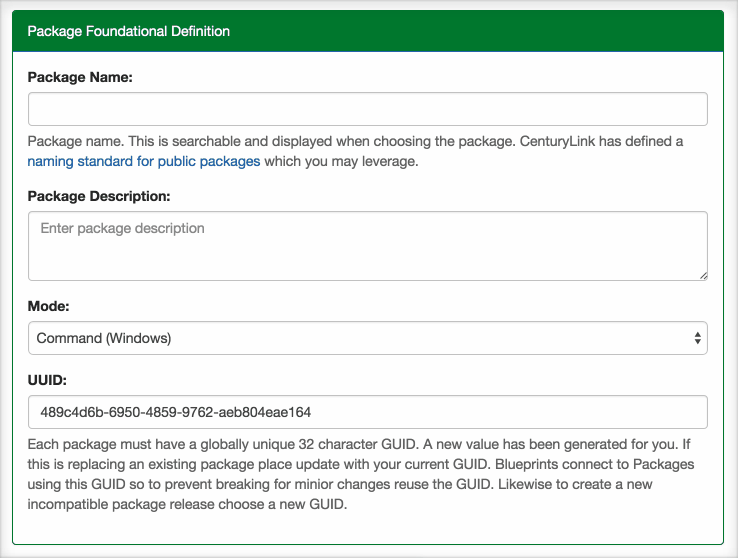 Package Foundational Definition
Package Name:
Package name. This is searchable and displayed when choosing the package. CenturyLink has defined a
naming standard for public packages which you may leverage.
Package Description:
Enter package description
Mode:
Command (Windows)
UUID:
489c4d6b-6950-4859-9762-aeb804eae164
Each package must have a globally unique 32 character GUID. A new value has been generated for you. If
this is replacing an existing package place update with your current GUID. Blueprints connect to Packages
using this GUID so to prevent breaking for minior changes reuse the GUID. Likewise to create a new
incompatible package release choose a new GUID.